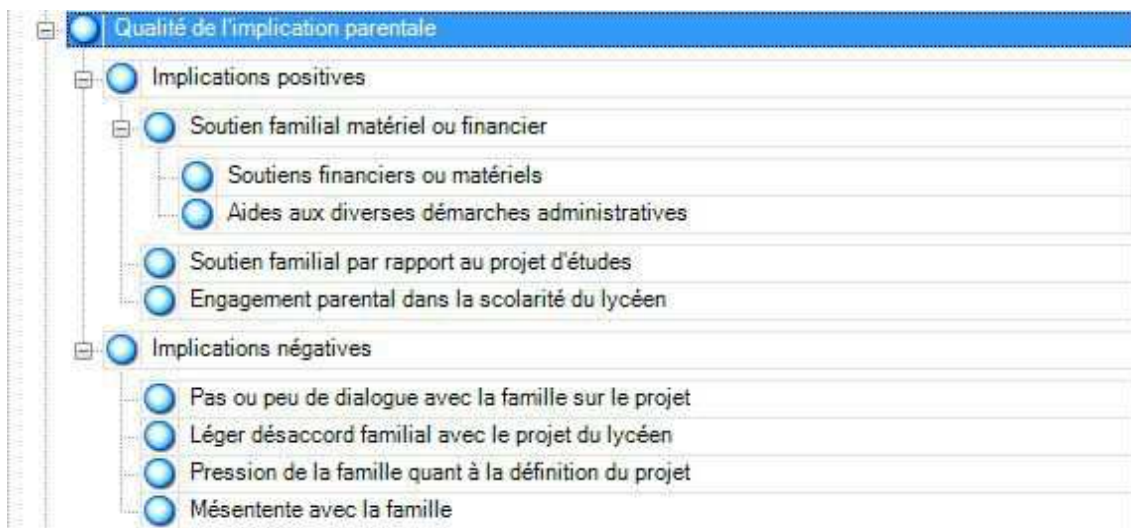 Qualité de l'implication parentale
Implications positives
Soutien familial matériel ou financier
Soutiens financiers ou matériels
Aides aux diverses démarches administratives
Soutien familial par rapport au projet d'études
Engagement parental dans la scolarité du lycéen
Implications négatives
Pas ou peu de dialogue avec la famille sur le projet
Léger désaccord familial avec le projet du lycéen
Pression de la famille quant à la définition du projet
Mésentente avec la famille